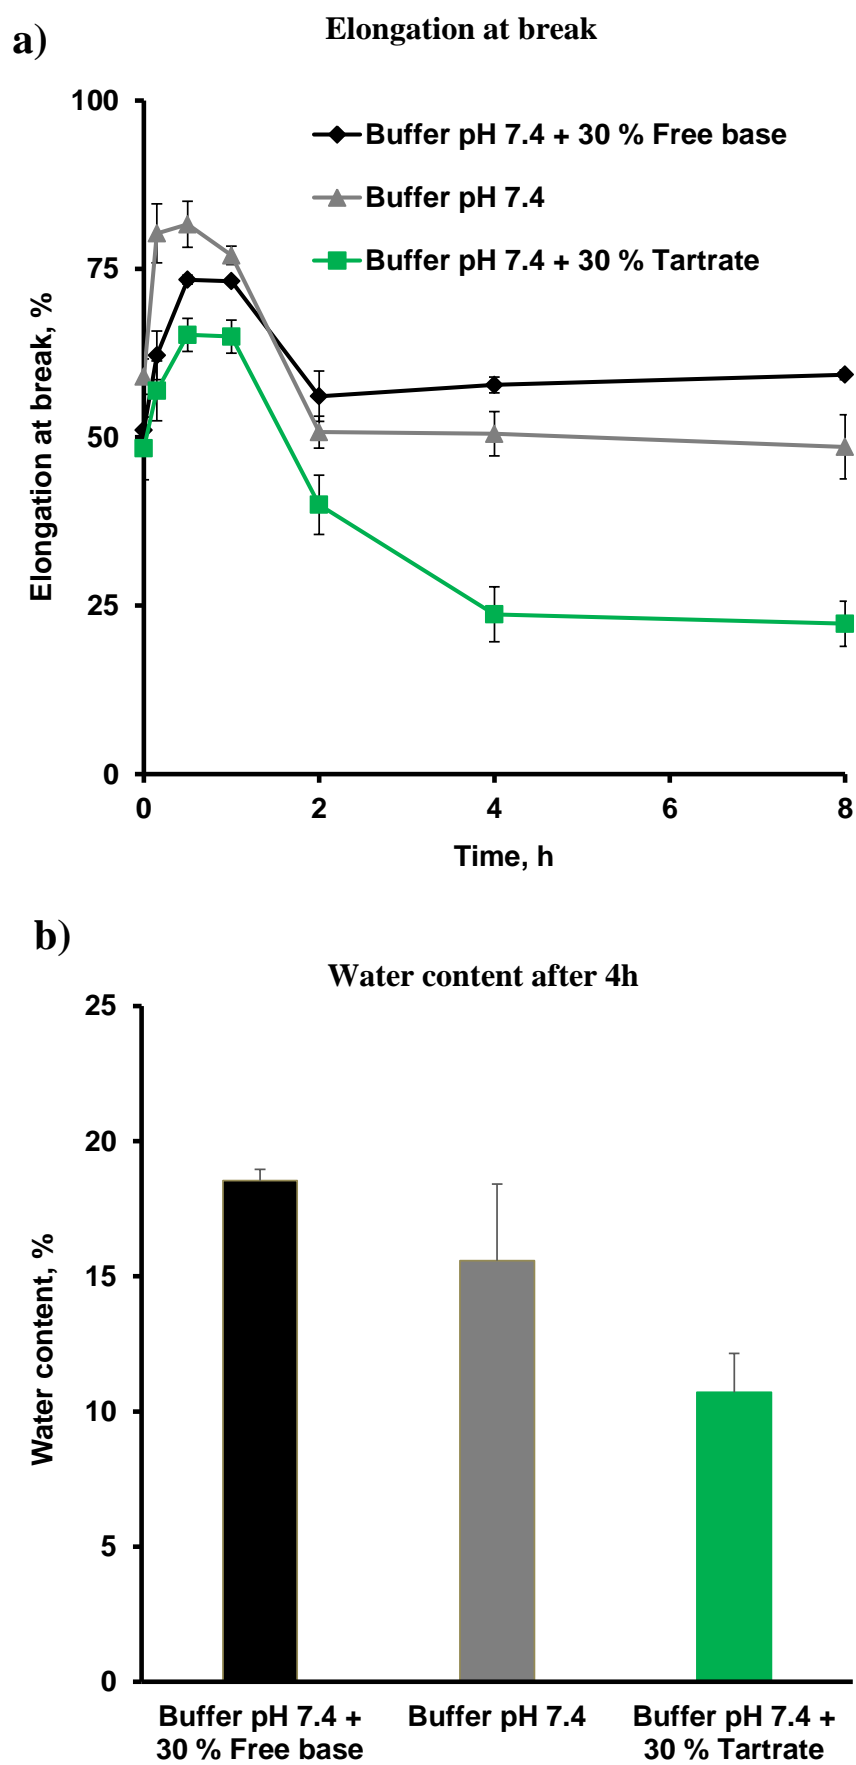 a)
Elongation at break
100
75
50
25
0
Elongation at break, %
Buffer pH 7.4 + 30 % Free base
Buffer pH 7.4
Buffer pH 7.4 + 30 % Tartrate
0 2 4 6 8
Time, h
b)
Water content after 4h
25
20
15
10
5
0
Water content, %
Buffer pH 7.4 + Buffer pH 7.4 Buffer pH 7.4 +
30 % Free base 30 % Tartrate